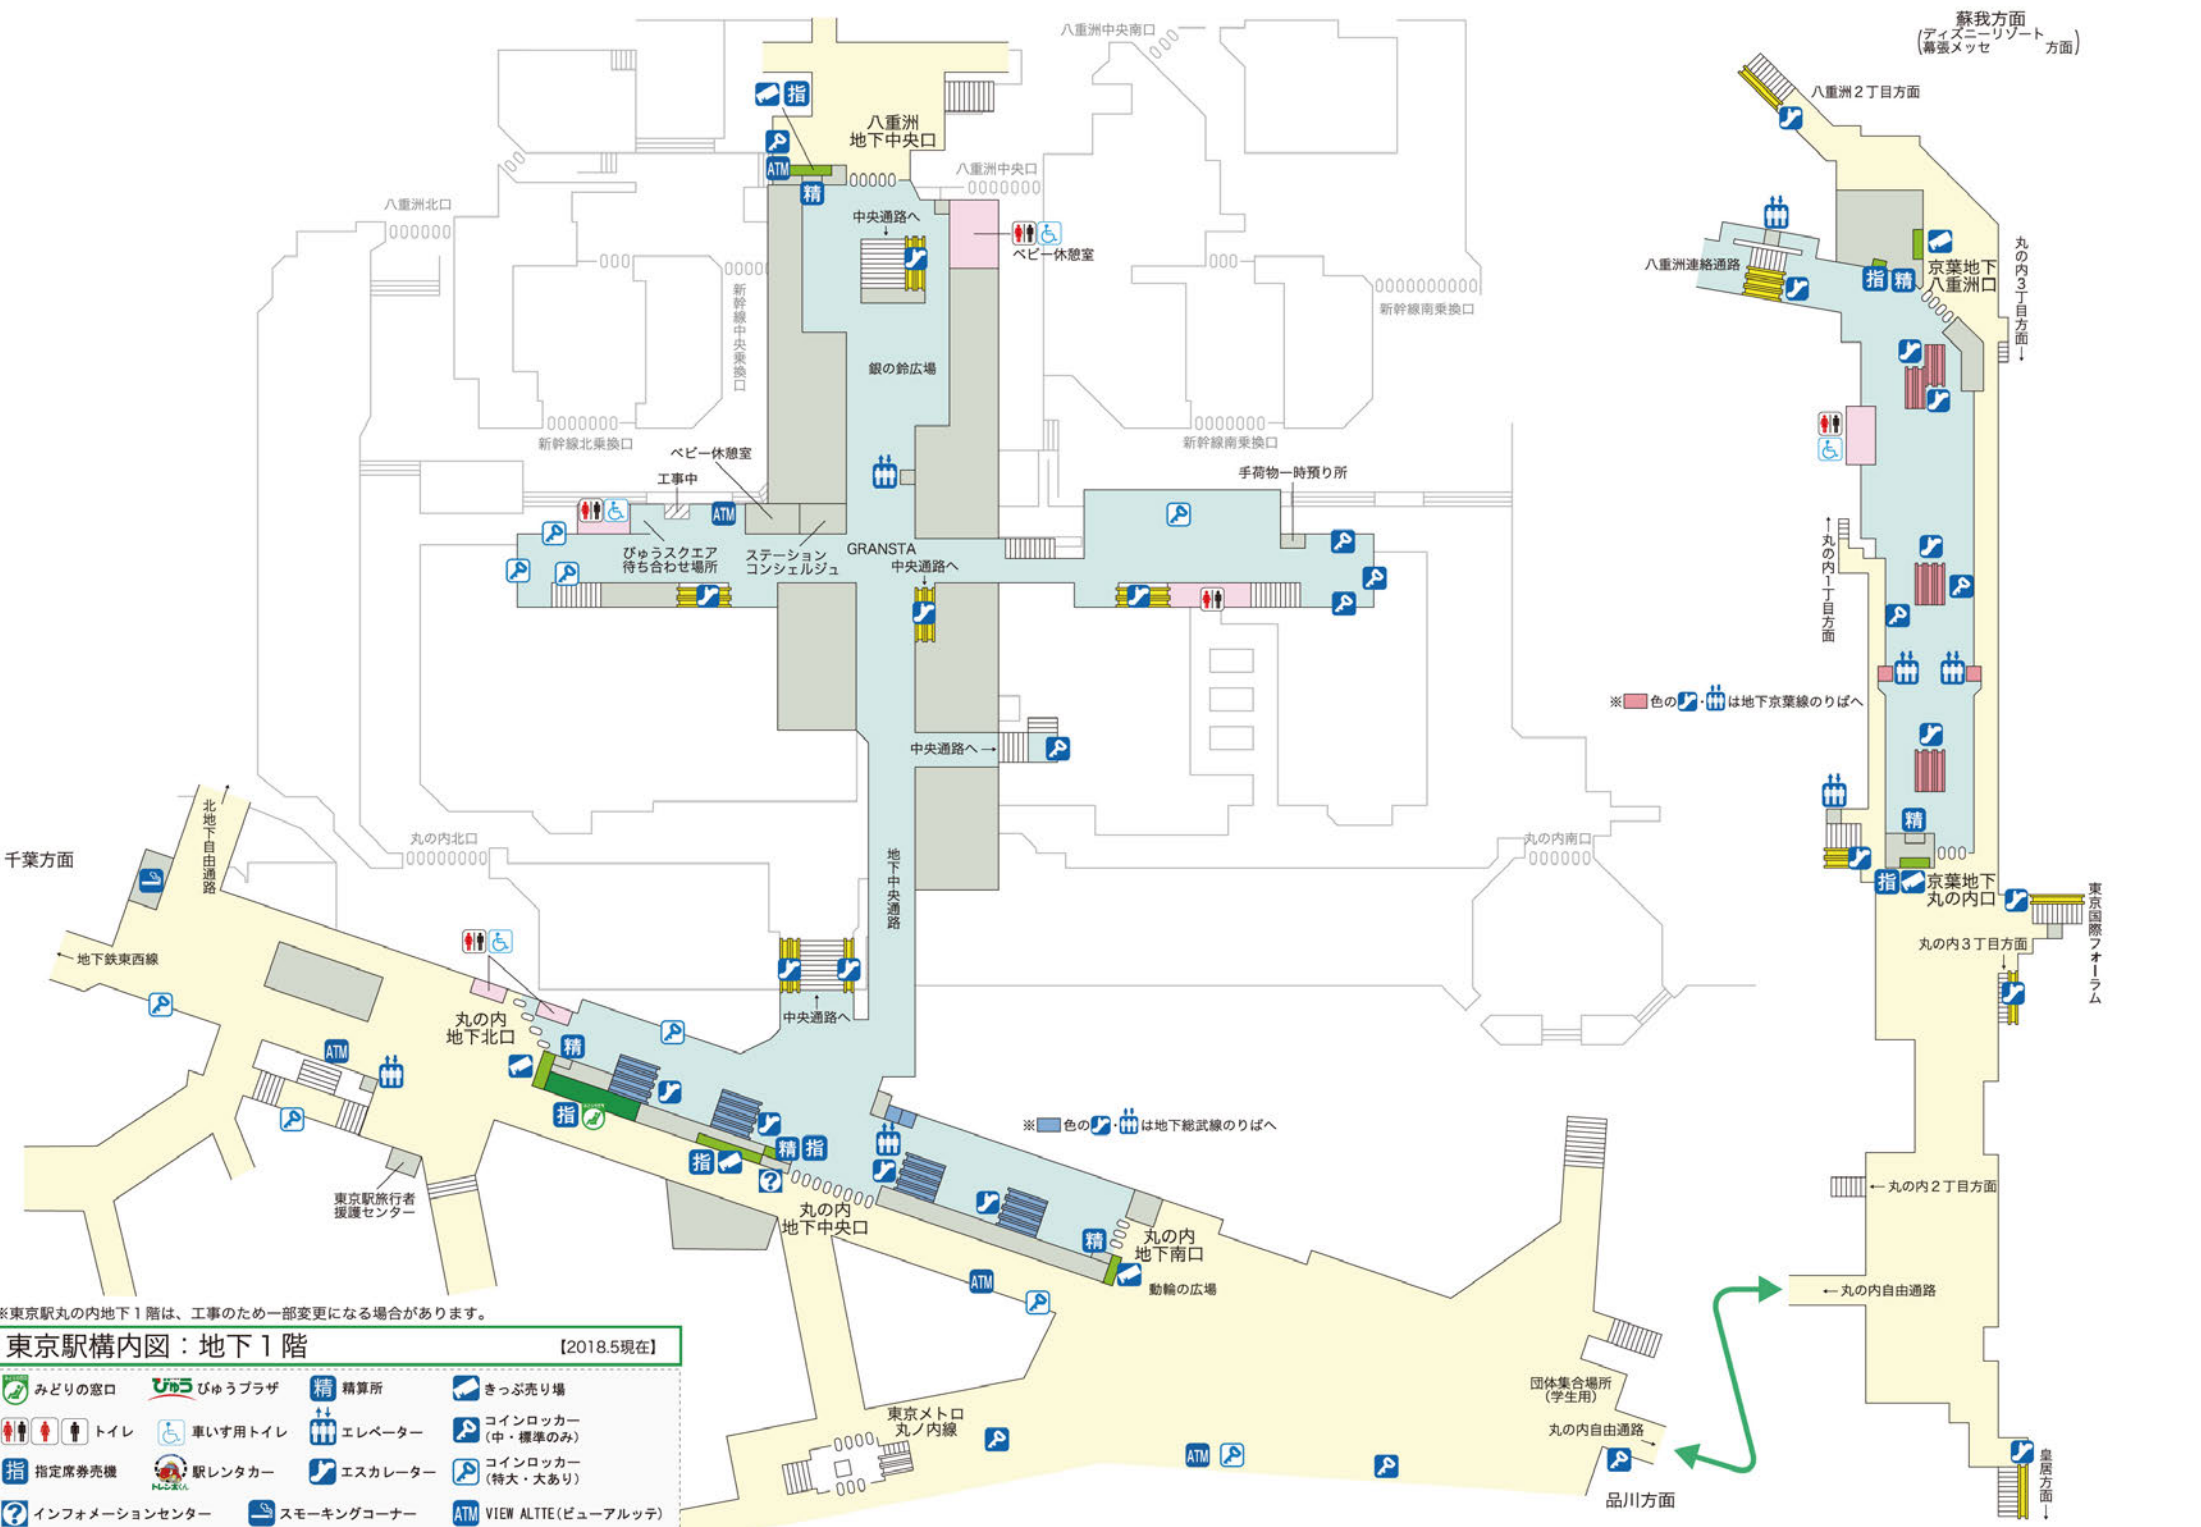 蘇我方面
(ディズニーリゾート
幕張メッセ 方面)
八重洲2丁目方面
八重洲中央南口
指
八重洲
地下中央口
ATM
精
八重洲中央口
八重洲北口
中央通路へ
ベビー休憩室
新幹線中央乗換口
新幹線南乗換口
銀の鈴広場
新幹線北乗換口
新幹線南乗換口
八重洲連絡通路
指 精
京葉地下
八重洲口
丸の内3丁目方面→
ベビー休憩室
工事中
ATM
手荷物一時預り所
びゅうスクエア
待ち合わせ場所
ステーション
コンシェルジュ
GRANSTA
中央通路へ
←丸の内1丁目方面
※色の・は地下京葉線のりばへ
中央通路へ→
精
指
京葉地下
丸の内口
東京国際フォーラム
丸の内3丁目方面
北地下自由通路
千葉方面
丸の内北口
丸の内南口
地下中央通路
←地下鉄東西線
中央通路へ
丸の内
地下北口
精
ATM
指
※色の・は地下総武線のりばへ
精 指
指
?
東京駅旅行者
援護センター
丸の内
地下中央口
精
丸の内
地下南口
動輪の広場
ATM
←丸の内2丁目方面
←丸の内自由通路
団体集合場所
(学生用)
丸の内自由通路
→
東京メトロ
丸ノ内線
ATM
品川方面
皇居方面→
※東京駅丸の内地下1階は、工事のため一部変更になる場合があります。
東京駅構内図:地下1階 【2018.5現在】
みどりの窓口 びゅう びゅうプラザ 精 精算所 きっぷ売り場
トイレ 車いす用トイレ エレベーター コインロッカー
(中・標準のみ)
指 指定席券売機 駅レンタカー エスカレーター コインロッカー
(特大・大あり)
? インフォメーションセンター スモーキングコーナー ATM VIEW ALTTE(ビューアルッテ)